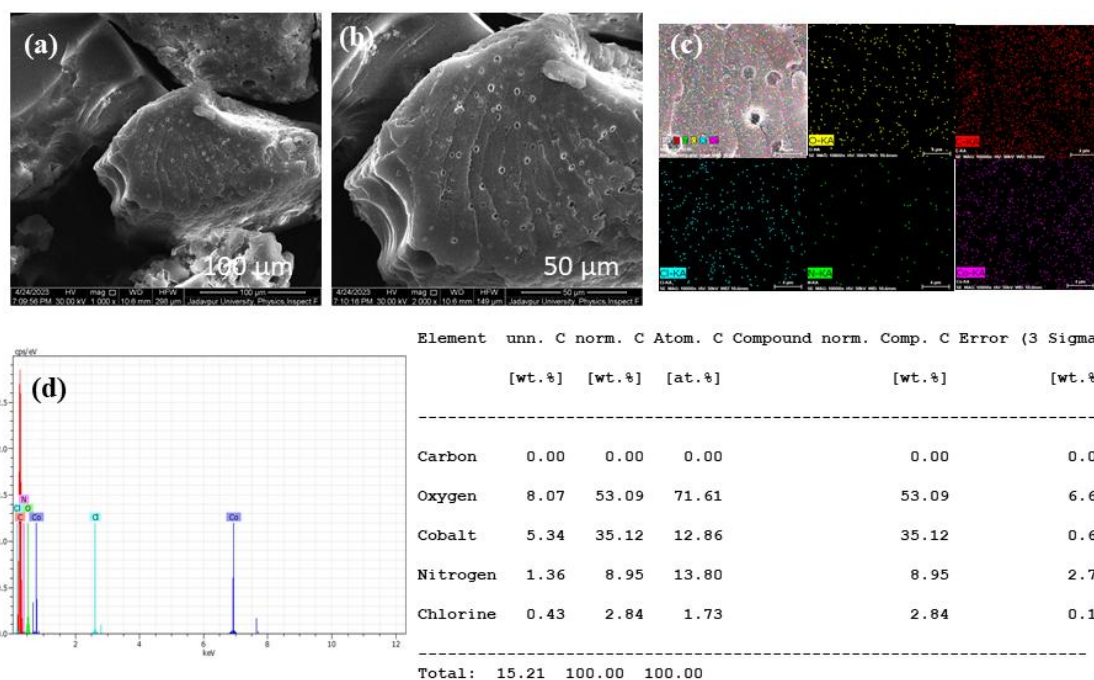 (a)
100 µm
4/24/2023 HV mag WD HFW 100 µm
7:09:56 PM 30.00 kV 1 000 x 10.6 mm 298 µm Jadavpur University, Physics.Inspect F
(b)
50 µm
4/24/2023 HV mag WD HFW 50 µm
7:10:16 PM 30.00 kV 2 000 x 10.6 mm 149 µm Jadavpur University, Physics.Inspect F
(c)
O-KA
Cl-KA
N-KA
Co-KA
(d)
cps/eV
N
Cl O
C Co Cl Co
2 4 6 8 10 12
keV
Element unn. C norm. C Atom. C Compound norm. Comp. C Error (3 Sigma
[wt.%] [wt.%] [at.%] [wt.%] [wt.%
Carbon 0.00 0.00 0.00 0.00 0.0
Oxygen 8.07 53.09 71.61 53.09 6.6
Cobalt 5.34 35.12 12.86 35.12 0.6
Nitrogen 1.36 8.95 13.80 8.95 2.7
Chlorine 0.43 2.84 1.73 2.84 0.1
Total: 15.21 100.00 100.00